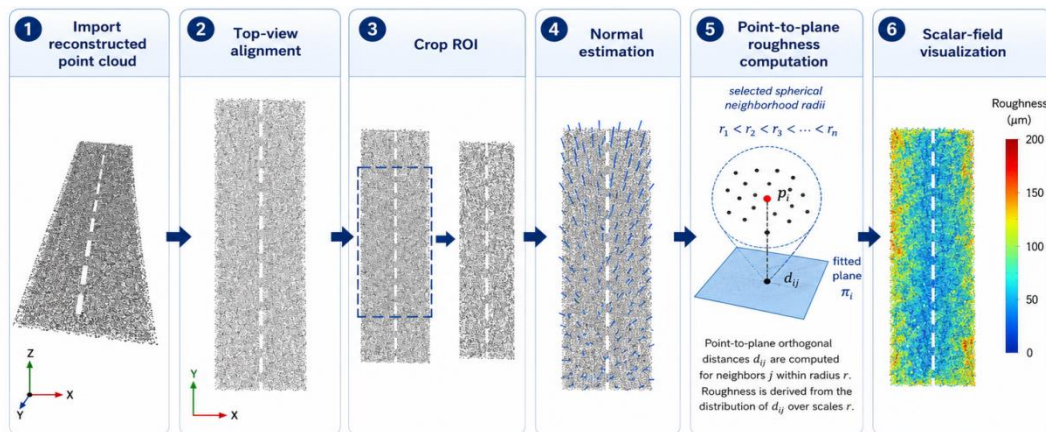 1
Import
reconstructed
point cloud
Z
X
Y
2
Top-view
alignment
Y
X
3
Crop ROI
4
Normal
estimation
5
Point-to-plane
roughness
computation
selected spherical
neighborhood radii
r₁ < r₂ < r₃ < ⋯ < rₙ
pᵢ
dᵢⱼ
fitted
plane
πᵢ
Point-to-plane orthogonal
distances dᵢⱼ are computed
for neighbors j within radius r.
Roughness is derived from the
distribution of dᵢⱼ over scales r.
6
Scalar-field
visualization
Roughness
(μm)
200
150
100
50
0